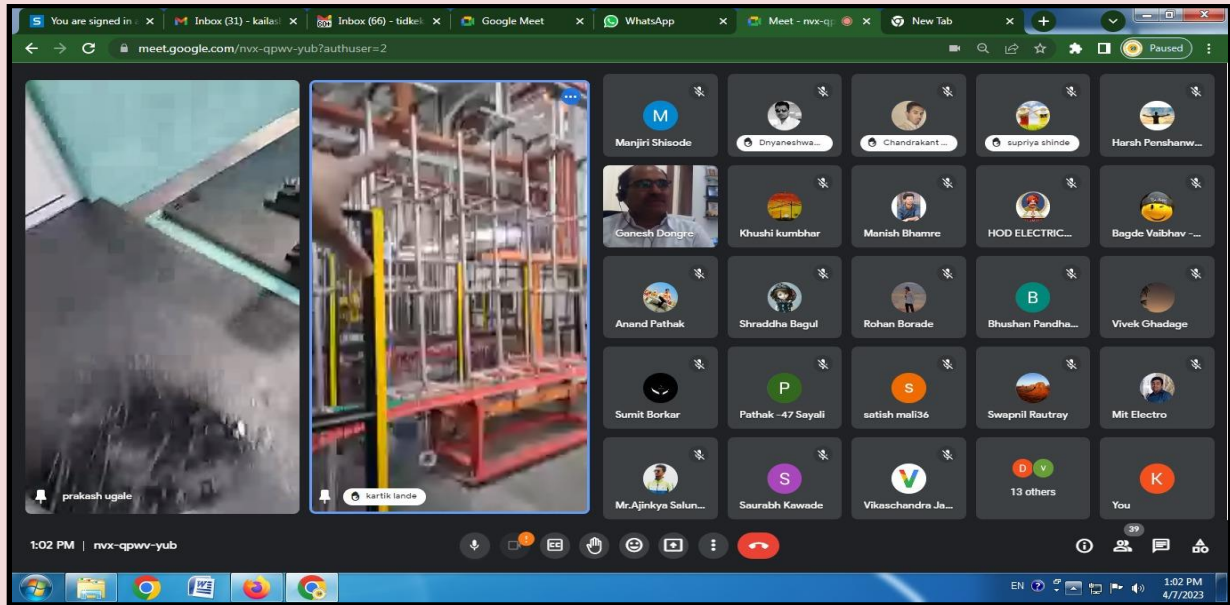 You are signed in a
Inbox (31) - kailas
Inbox (66) - tidke
Google Meet
WhatsApp
Meet - nvx-qp
New Tab
meet.google.com/nvx-qpwv-yub?authuser=2
Paused
prakash ugale
kartik lande
M
Manjiri Shisode
Dnyaneshwa...
Chandrakant ...
supriya shinde
Harsh Penshanw...
Ganesh Dongre
Khushi kumbhar
Manish Bhamre
HOD ELECTRIC...
Bagde Vaibhav -...
Anand Pathak
Shraddha Bagul
Rohan Borade
B
Bhushan Pandha...
Vivek Ghadage
Sumit Borkar
P
Pathak -47 Sayali
S
satish mali36
Swapnil Rautray
Mit Electro
Mr.Ajinkya Salun...
S
Saurabh Kawade
Vikaschandra Ja...
D V
13 others
K
You
1:02 PM | nvx-qpwv-yub
CC
39
EN
1:02 PM
4/7/2023